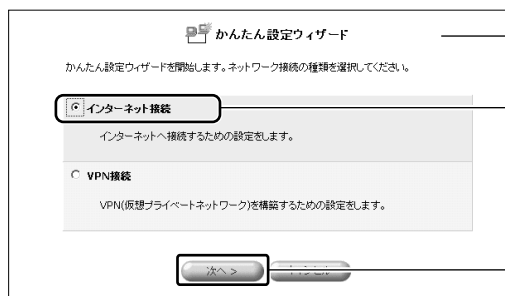 かんたん設定ウィザード
かんたん設定ウィザードを開始します。ネットワーク接続の種類を選択してください。
インターネット接続
インターネットへ接続するための設定をします。
VPN接続
VPN(仮想プライベートネットワーク)を構築するための設定をします。
次へ >